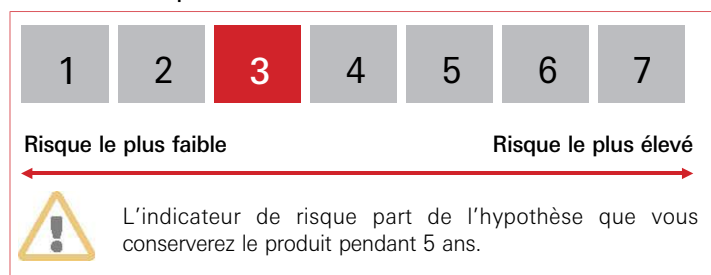 1 2 3 4 5 6 7
Risque le plus faible Risque le plus élevé
L'indicateur de risque part de l'hypothèse que vous
conserverez le produit pendant 5 ans.